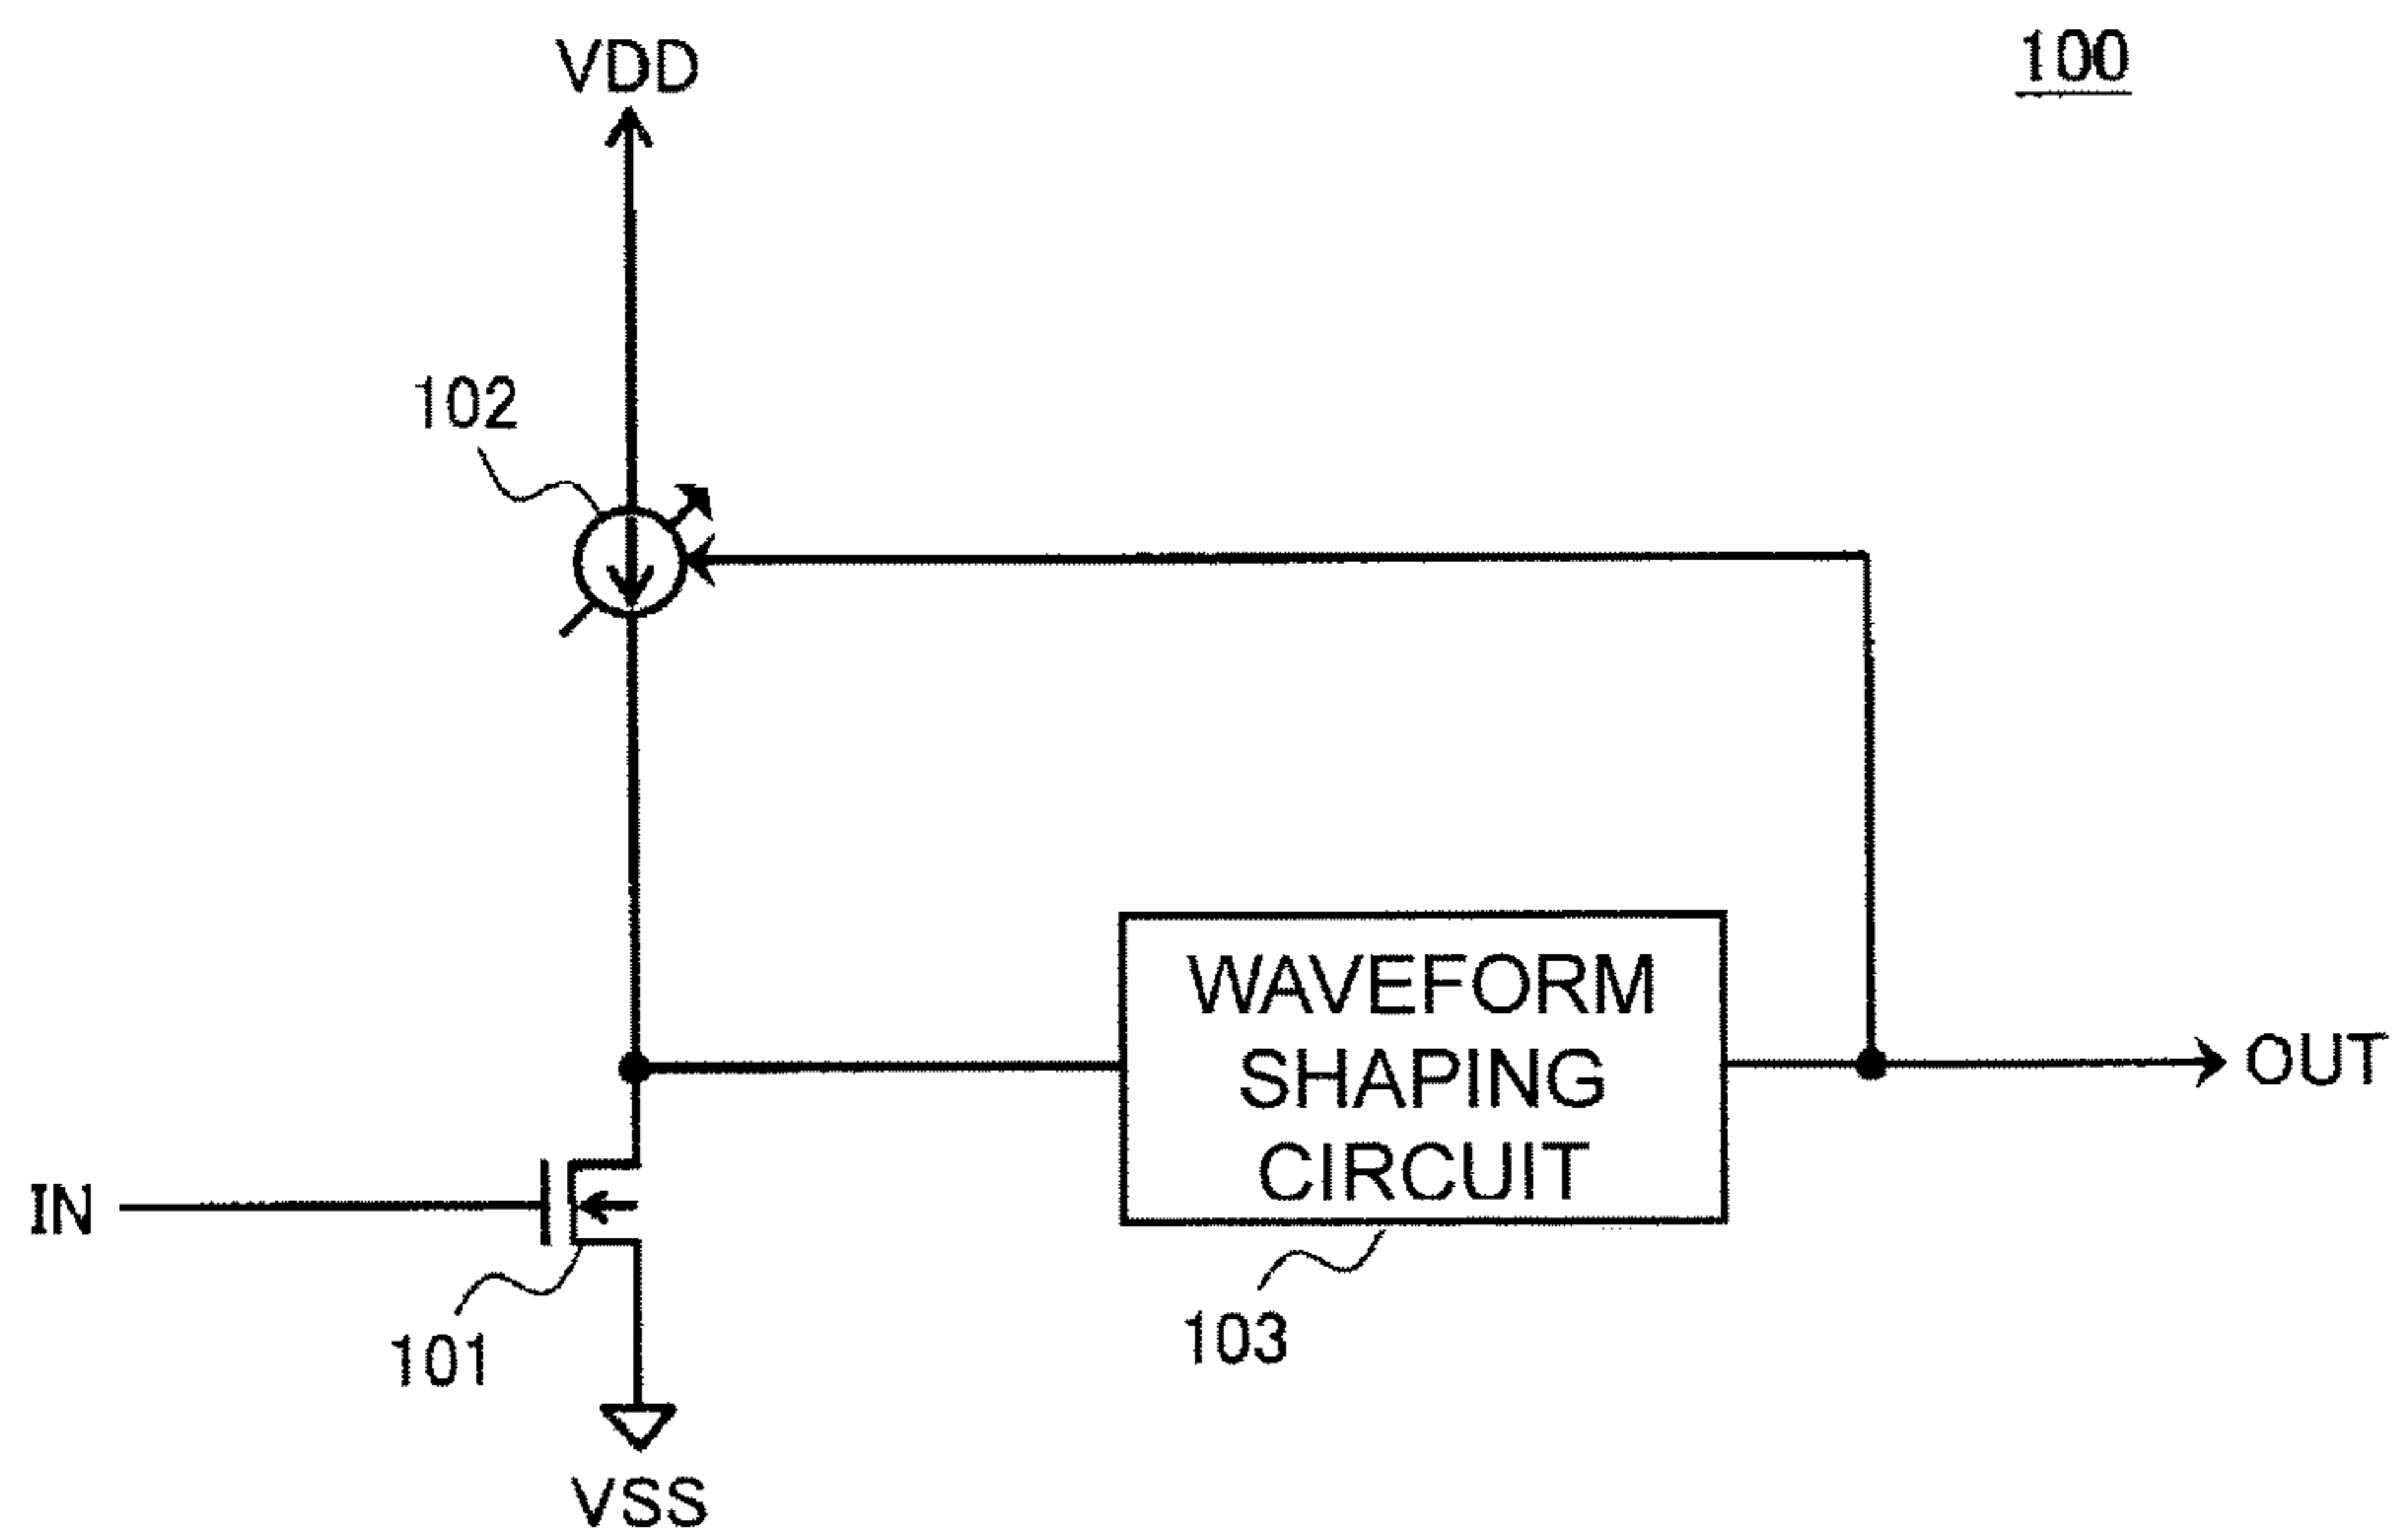 VDD
100
102
WAVEFORM
SHAPING
CIRCUIT
OUT
IN
103
101
VSS